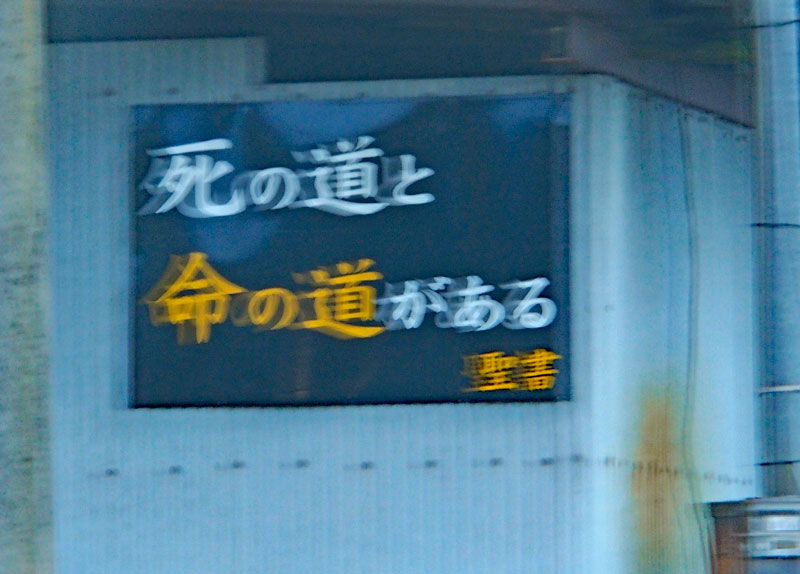 死の道と
命の道がある
聖書